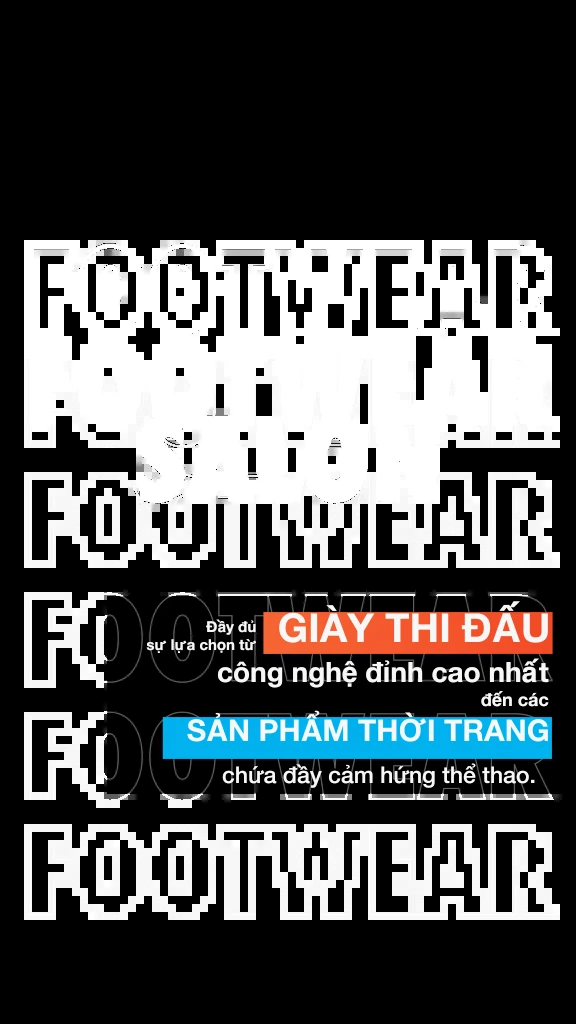 FOOTWEAR
FOOTWEAR
SALON
FOOTWEAR
FOOTWEAR
Đầy đủ
sự lựa chọn từ
GIÀY THI ĐẤU
công nghệ đỉnh cao nhất
đến các
FOOTWEAR
SẢN PHẨM THỜI TRANG
chứa đầy cảm hứng thể thao.
FOOTWEAR